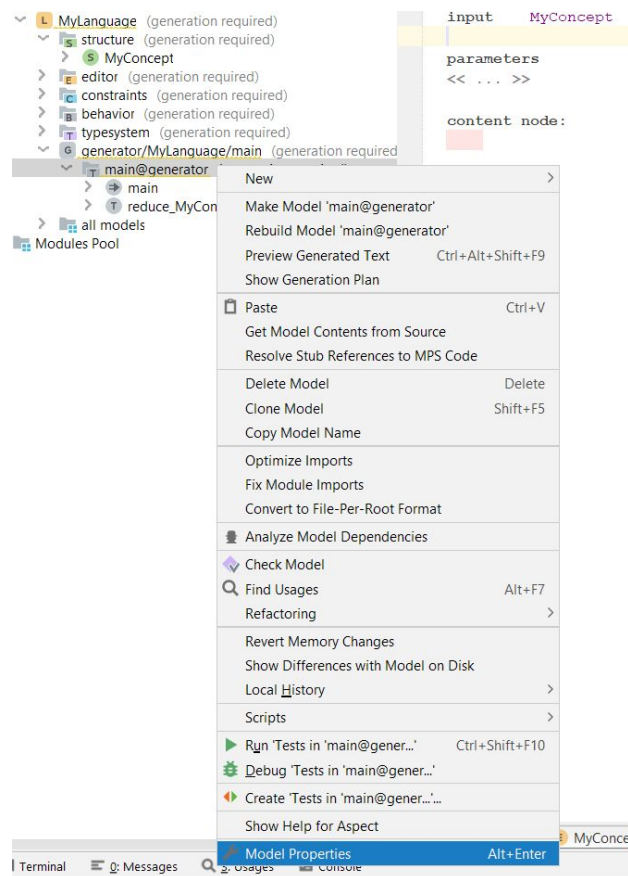 MyLanguage (generation required)
structure (generation required)
S MyConcept
editor (generation required)
constraints (generation required)
behavior (generation required)
typesystem (generation required)
generator/MyLanguage/main (generation required
main@generator
main
reduce_MyCon
all models
Modules Pool
input MyConcept
parameters
<< ... >>
content node:
New
Make Model 'main@generator'
Rebuild Model 'main@generator'
Preview Generated Text Ctrl+Alt+Shift+F9
Show Generation Plan
Paste Ctrl+V
Get Model Contents from Source
Resolve Stub References to MPS Code
Delete Model Delete
Clone Model Shift+F5
Copy Model Name
Optimize Imports
Fix Module Imports
Convert to File-Per-Root Format
Analyze Model Dependencies
Check Model
Find Usages Alt+F7
Refactoring
Revert Memory Changes
Show Differences with Model on Disk
Local History
Scripts
Run 'Tests in 'main@gener...' Ctrl+Shift+F10
Debug 'Tests in 'main@gener...'
Create 'Tests in 'main@gener...'...
Show Help for Aspect
Model Properties Alt+Enter
MyConce
Terminal 0: Messages 3: Usages Console